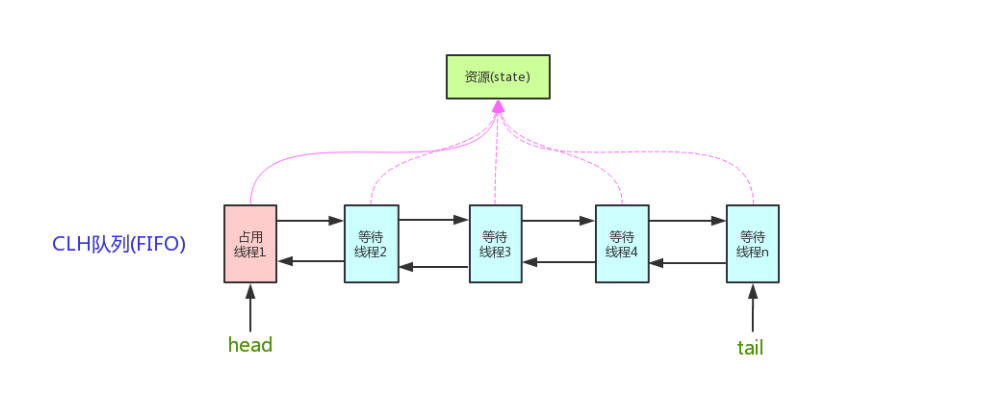 资源(state)
CLH队列(FIFO)
占用
线程1
等待
线程2
等待
线程3
等待
线程4
等待
线程n
head
tail